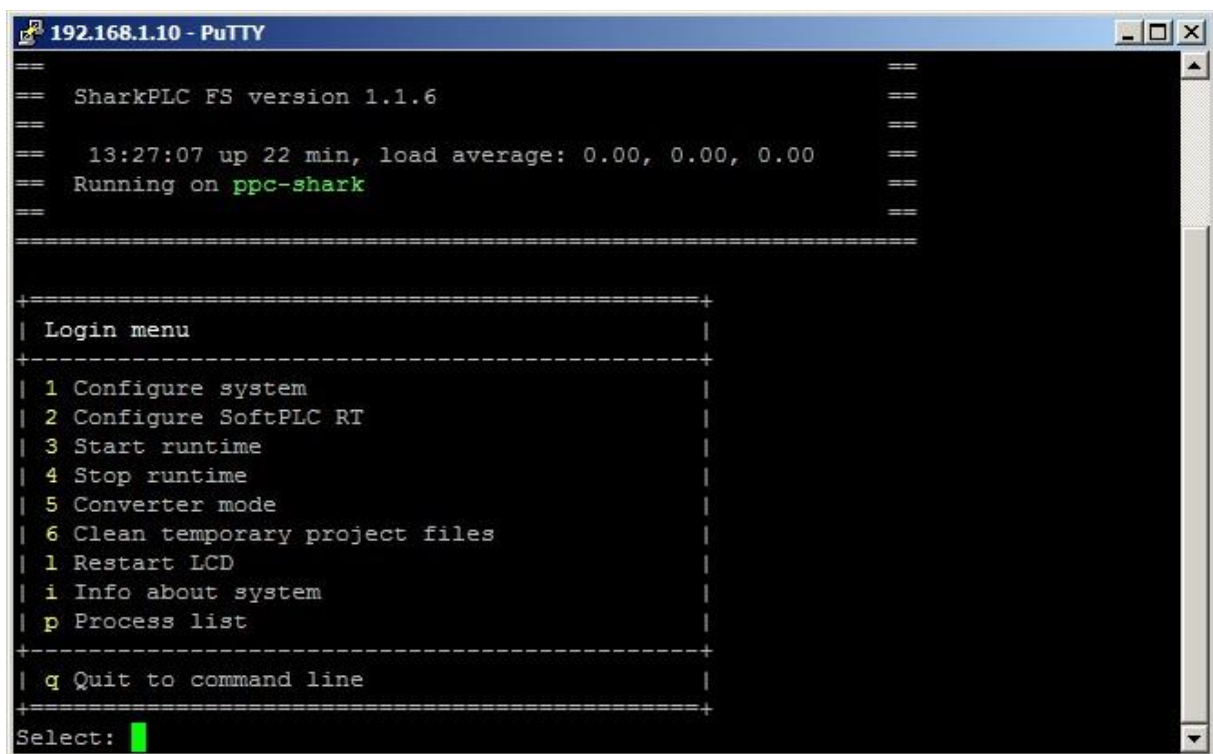 192.168.1.10 - PuTTY
== ==
== SharkPLC FS version 1.1.6 ==
== ==
== 13:27:07 up 22 min, load average: 0.00, 0.00, 0.00 ==
== Running on ppc-shark ==
== ==
==============================================================
+==============================================+
| Login menu |
+----------------------------------------------+
| 1 Configure system |
| 2 Configure SoftPLC RT |
| 3 Start runtime |
| 4 Stop runtime |
| 5 Converter mode |
| 6 Clean temporary project files |
| l Restart LCD |
| i Info about system |
| p Process list |
+----------------------------------------------+
| q Quit to command line |
+==============================================+
Select: